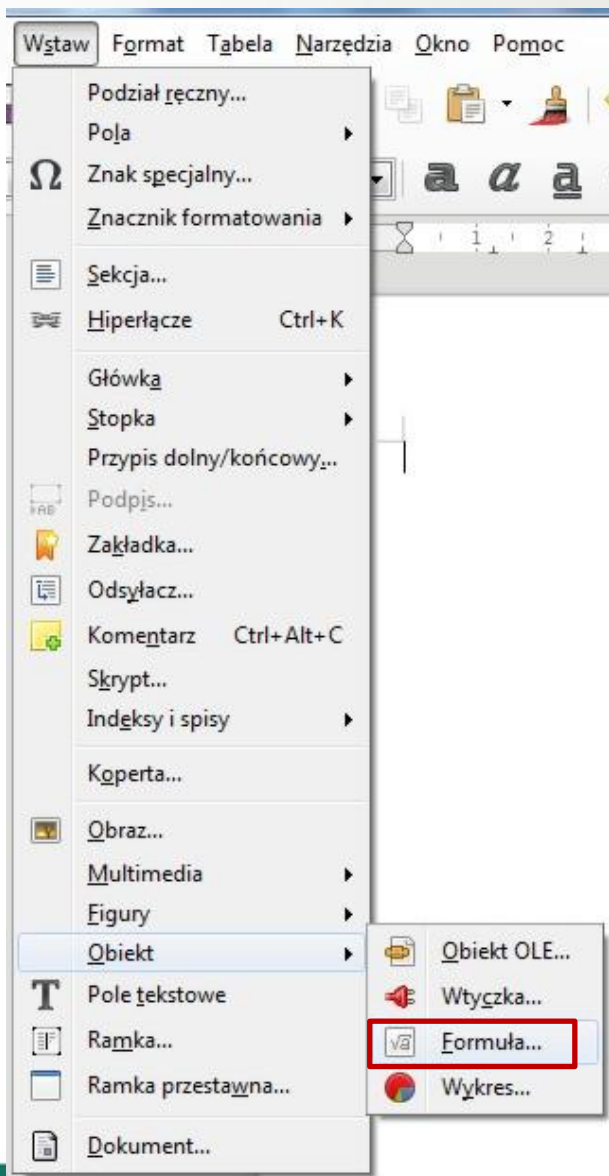 Wstaw Format Tabela Narzędzia Okno Pomoc
Podział ręczny...
Pola
Ω Znak specjalny...
Znacznik formatowania
a a a
1 2
Sekcja...
Hiperłącze Ctrl+K
Główka
Stopka
Przypis dolny/końcowy...
Podpis...
Zakładka...
Odsyłacz...
Komentarz Ctrl+Alt+C
Skrypt...
Indeksy i spisy
Koperta...
Obraz...
Multimedia
Figury
Obiekt
Obiekt OLE...
T Pole tekstowe
Wtyczka...
Ramka...
√a Formuła...
Ramka przestawna...
Wykres...
Dokument...